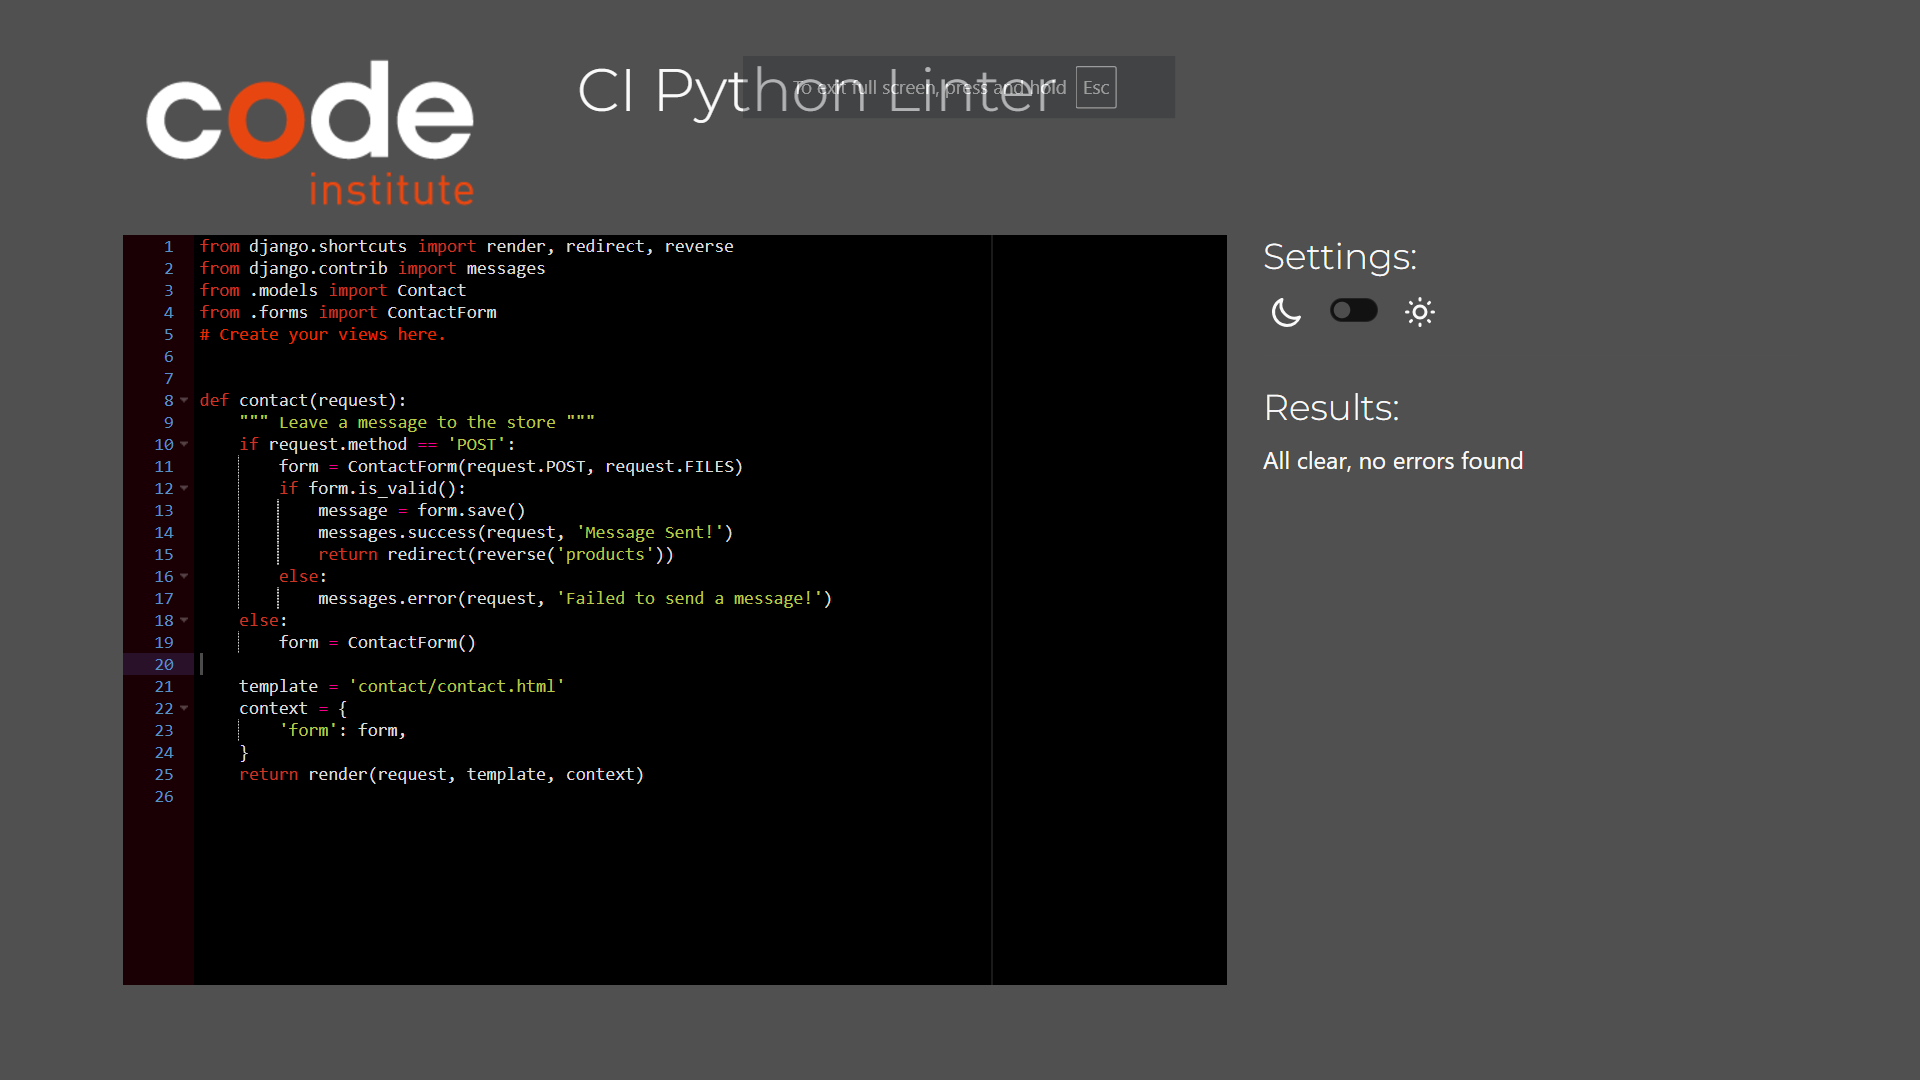 code
institute
CI Python Linter
To exit full screen, press and hold Esc
1 from django.shortcuts import render, redirect, reverse
2 from django.contrib import messages
3 from .models import Contact
4 from .forms import ContactForm
5 # Create your views here.
6
7
8 def contact(request):
9     """ Leave a message to the store """
10     if request.method == 'POST':
11         form = ContactForm(request.POST, request.FILES)
12         if form.is_valid():
13             message = form.save()
14             messages.success(request, 'Message Sent!')
15             return redirect(reverse('products'))
16         else:
17             messages.error(request, 'Failed to send a message!')
18     else:
19         form = ContactForm()
20
21     template = 'contact/contact.html'
22     context = {
23         'form': form,
24     }
25     return render(request, template, context)
26
Settings:
Results:
All clear, no errors found